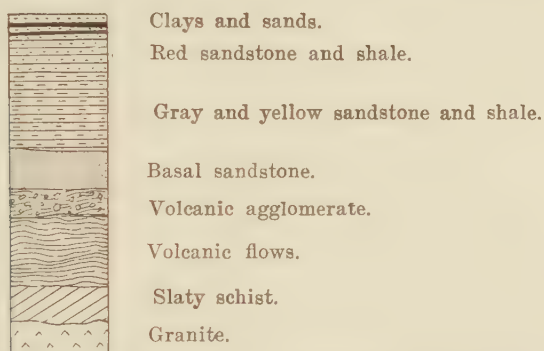 Clays and sands.
Red sandstone and shale.
Gray and yellow sandstone and shale.
Basal sandstone.
Volcanic agglomerate.
Volcanic flows.
Slaty schist.
Granite.